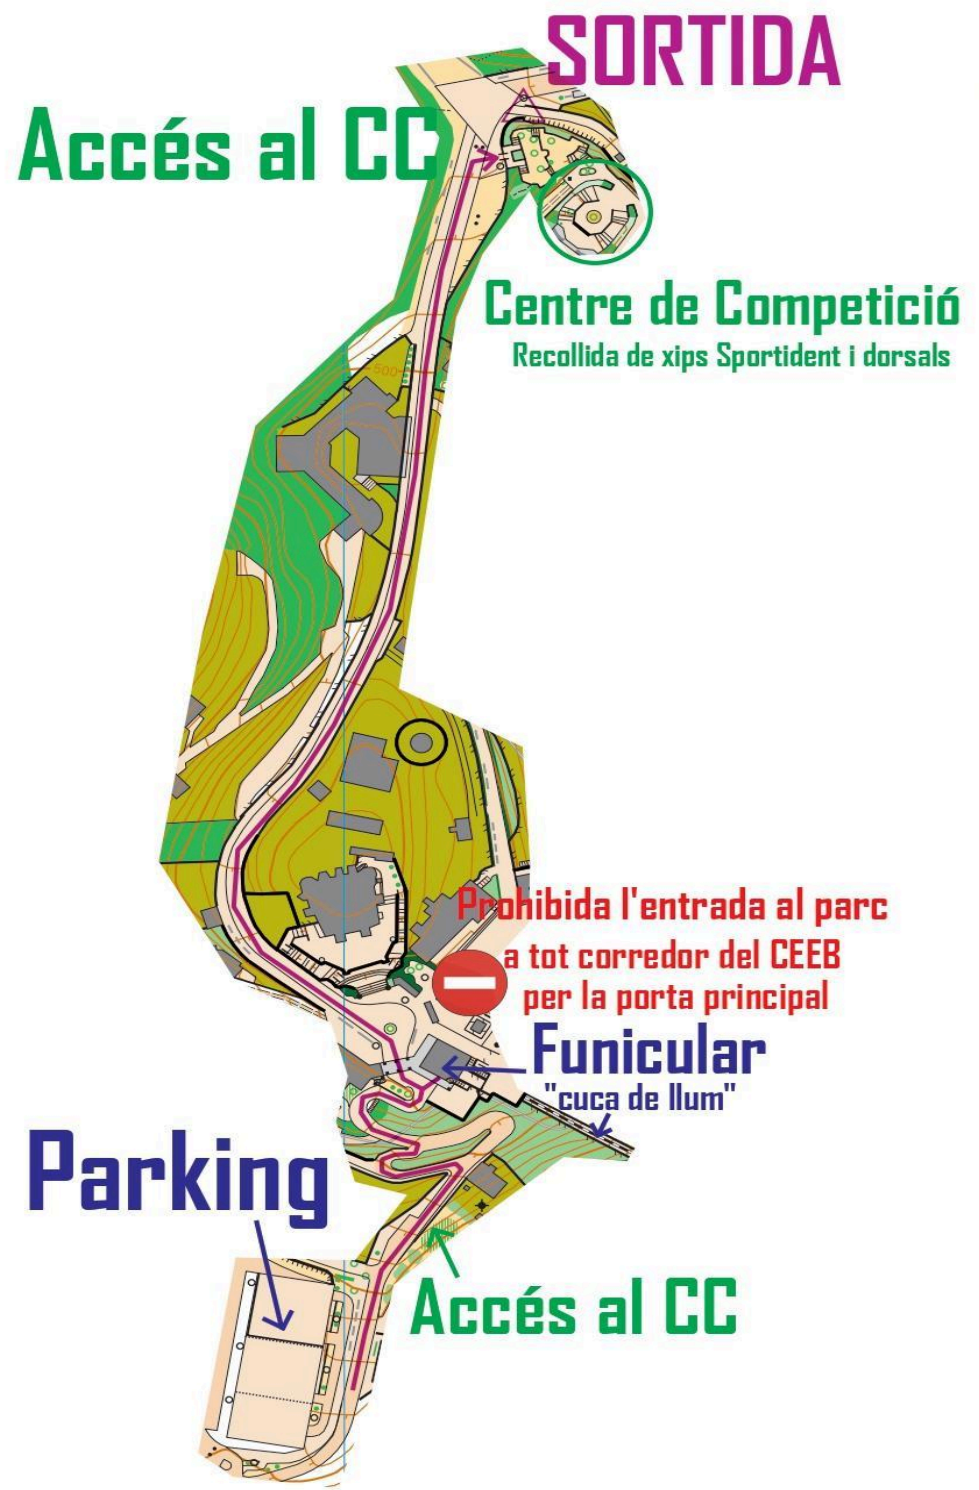 SORTIDA
Accés al CC
Centre de Competició
Recollida de xips Sportident i dorsals
500
Prohibida l'entrada al parc
a tot corredor del CEEB
per la porta principal
Funicular
"cuca de llum"
Parking
Accés al CC